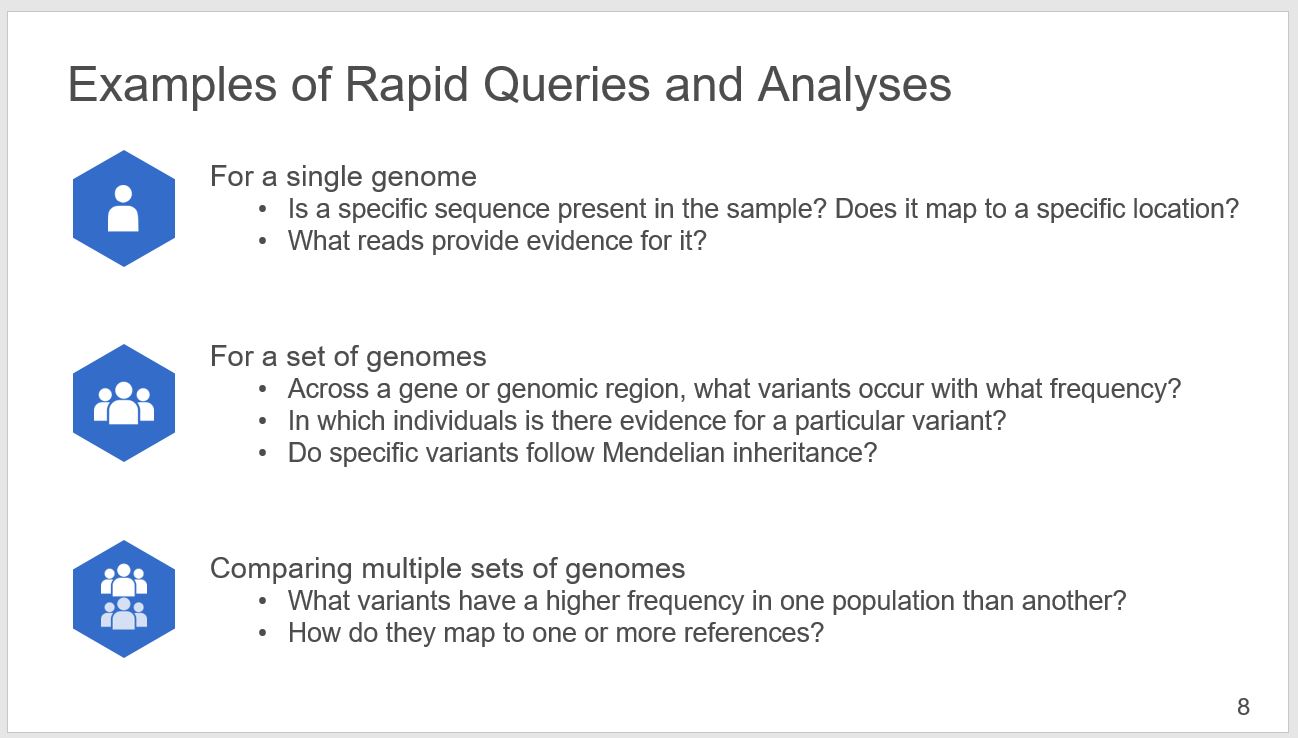 Examples of Rapid Queries and Analyses
For a single genome
• Is a specific sequence present in the sample? Does it map to a specific location?
• What reads provide evidence for it?
For a set of genomes
• Across a gene or genomic region, what variants occur with what frequency?
• In which individuals is there evidence for a particular variant?
• Do specific variants follow Mendelian inheritance?
Comparing multiple sets of genomes
• What variants have a higher frequency in one population than another?
• How do they map to one or more references?
8